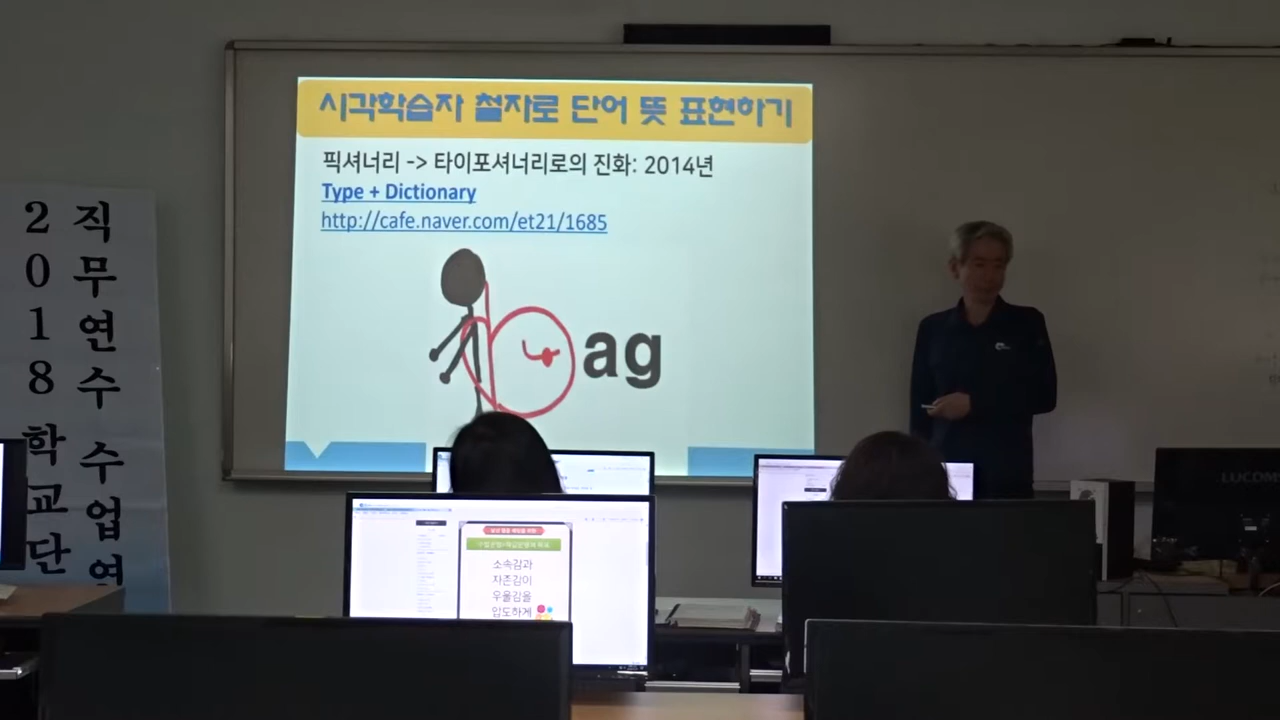 시각학습자 철자로 단어 뜻 표현하기
픽셔너리 -> 타이포셔너리로의 진화: 2014년
Type + Dictionary
http://cafe.naver.com/et21/1685
ag
직무연수 수업연
2018 학교단
소속감과
자존감이
우울감을
압도하게